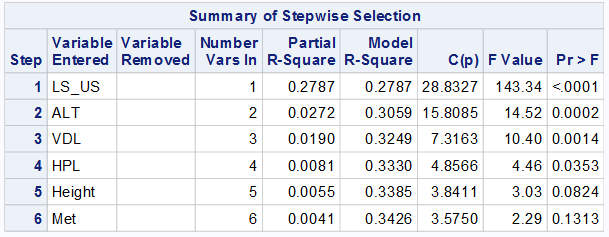 Summary of Stepwise Selection
Step Variable Entered Variable Removed Number Vars In Partial R-Square Model R-Square C(p) F Value Pr > F
1 LS_US 1 0.2787 0.2787 28.8327 143.34 <.0001
2 ALT 2 0.0272 0.3059 15.8085 14.52 0.0002
3 VDL 3 0.0190 0.3249 7.3163 10.40 0.0014
4 HPL 4 0.0081 0.3330 4.8566 4.46 0.0353
5 Height 5 0.0055 0.3385 3.8411 3.03 0.0824
6 Met 6 0.0041 0.3426 3.5750 2.29 0.1313